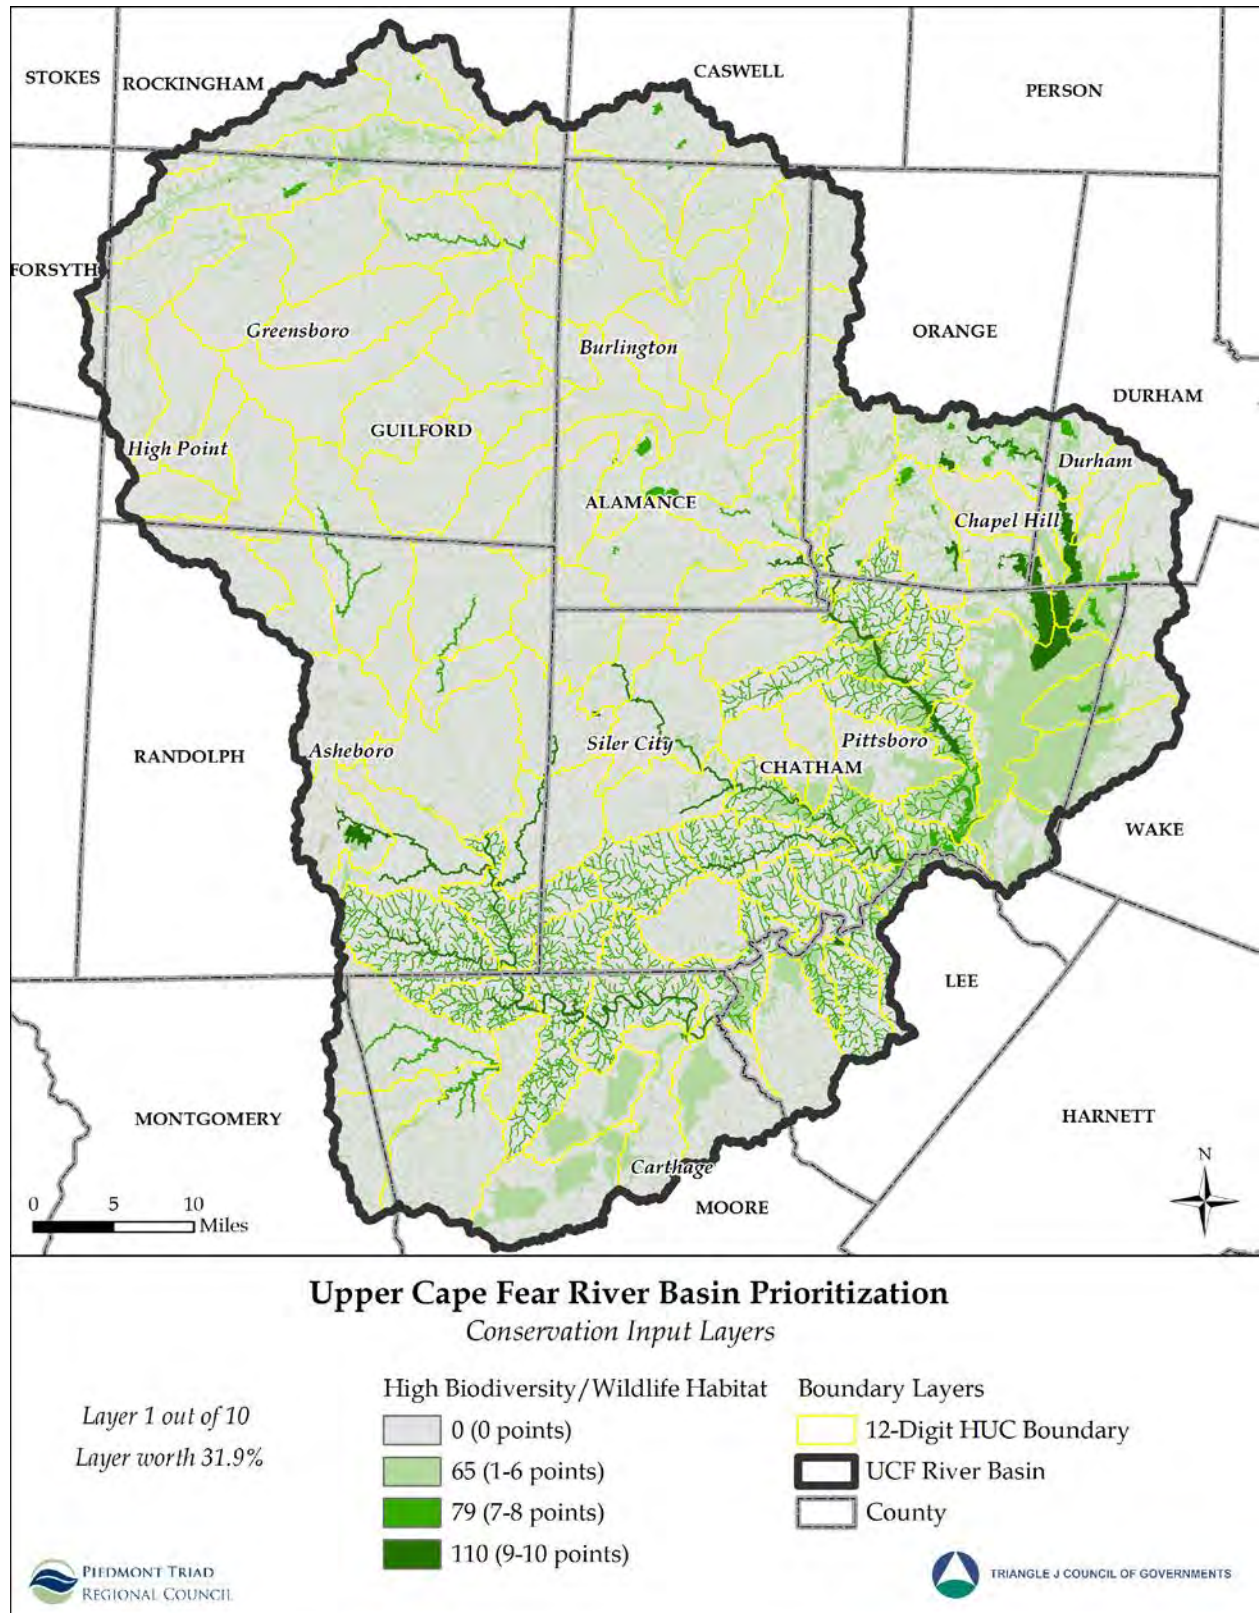 STOKES
ROCKINGHAM
CASWELL
PERSON
FORSYTH
ORANGE
DURHAM
Greensboro
Burlington
GUILFORD
High Point
Durham
ALAMANCE
Chapel Hill
RANDOLPH
Asheboro
Siler City
Pittsboro
CHATHAM
WAKE
LEE
MONTGOMERY
HARNETT
Carthage
MOORE
N
0 5 10
Miles
Upper Cape Fear River Basin Prioritization
Conservation Input Layers
Layer 1 out of 10
Layer worth 31.9%
High Biodiversity/Wildlife Habitat
0 (0 points)
65 (1-6 points)
79 (7-8 points)
110 (9-10 points)
Boundary Layers
12-Digit HUC Boundary
UCF River Basin
County
PIEDMONT TRIAD
REGIONAL COUNCIL
TRIANGLE J COUNCIL OF GOVERNMENTS